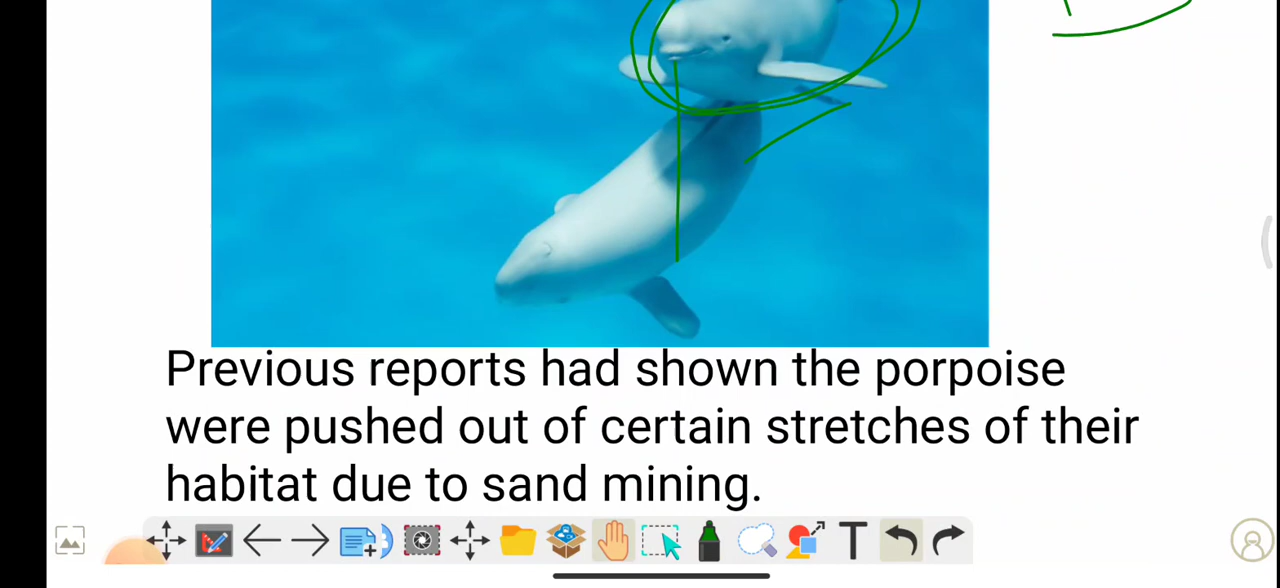 Previous reports had shown the porpoise
were pushed out of certain stretches of their
habitat due to sand mining.